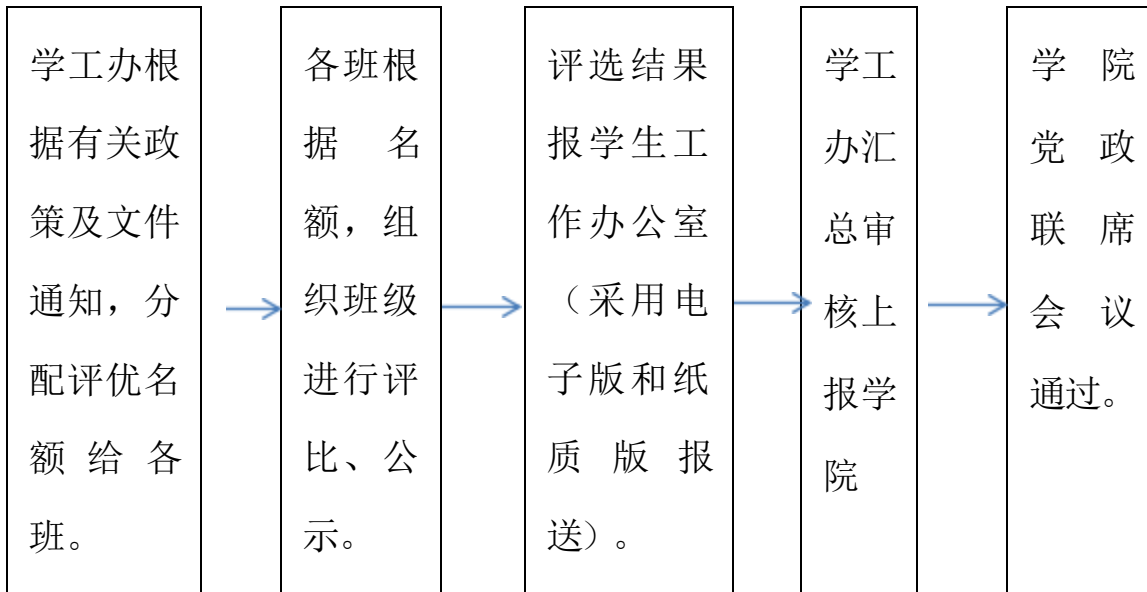 学工办根
据有关政
策及文件
通知，分
配评优名
额给各
班。
各班根
据名
额，组
织班级
进行评
比、公
示。
评选结果
报学生工
作办公室
（采用电
子版和纸
质版报
送）。
学工
办汇
总审
核上
报学
院
学院
党政
联席
会议
通过。